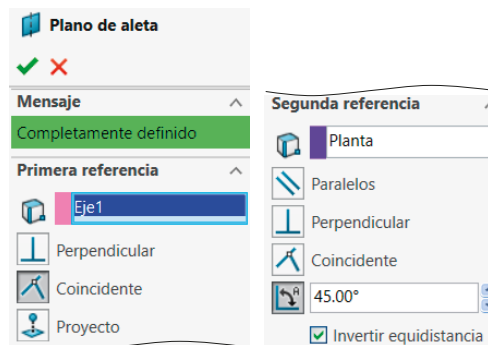 Plano de aleta
Mensaje
Completamente definido
Primera referencia
Eje1
Perpendicular
Coincidente
Proyecto
Segunda referencia
Planta
Paralelos
Perpendicular
Coincidente
45.00°
Invertir equidistancia